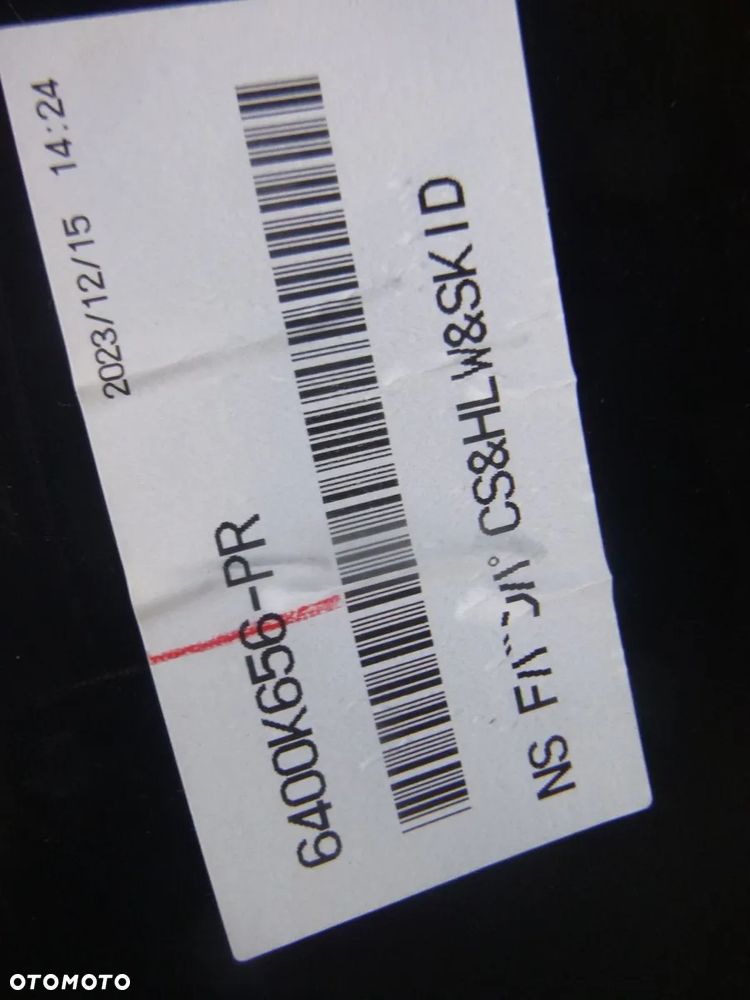 2023/12/15 14:24
6400K656-PR
NS CS&HLW&SKID
OTOMOTO